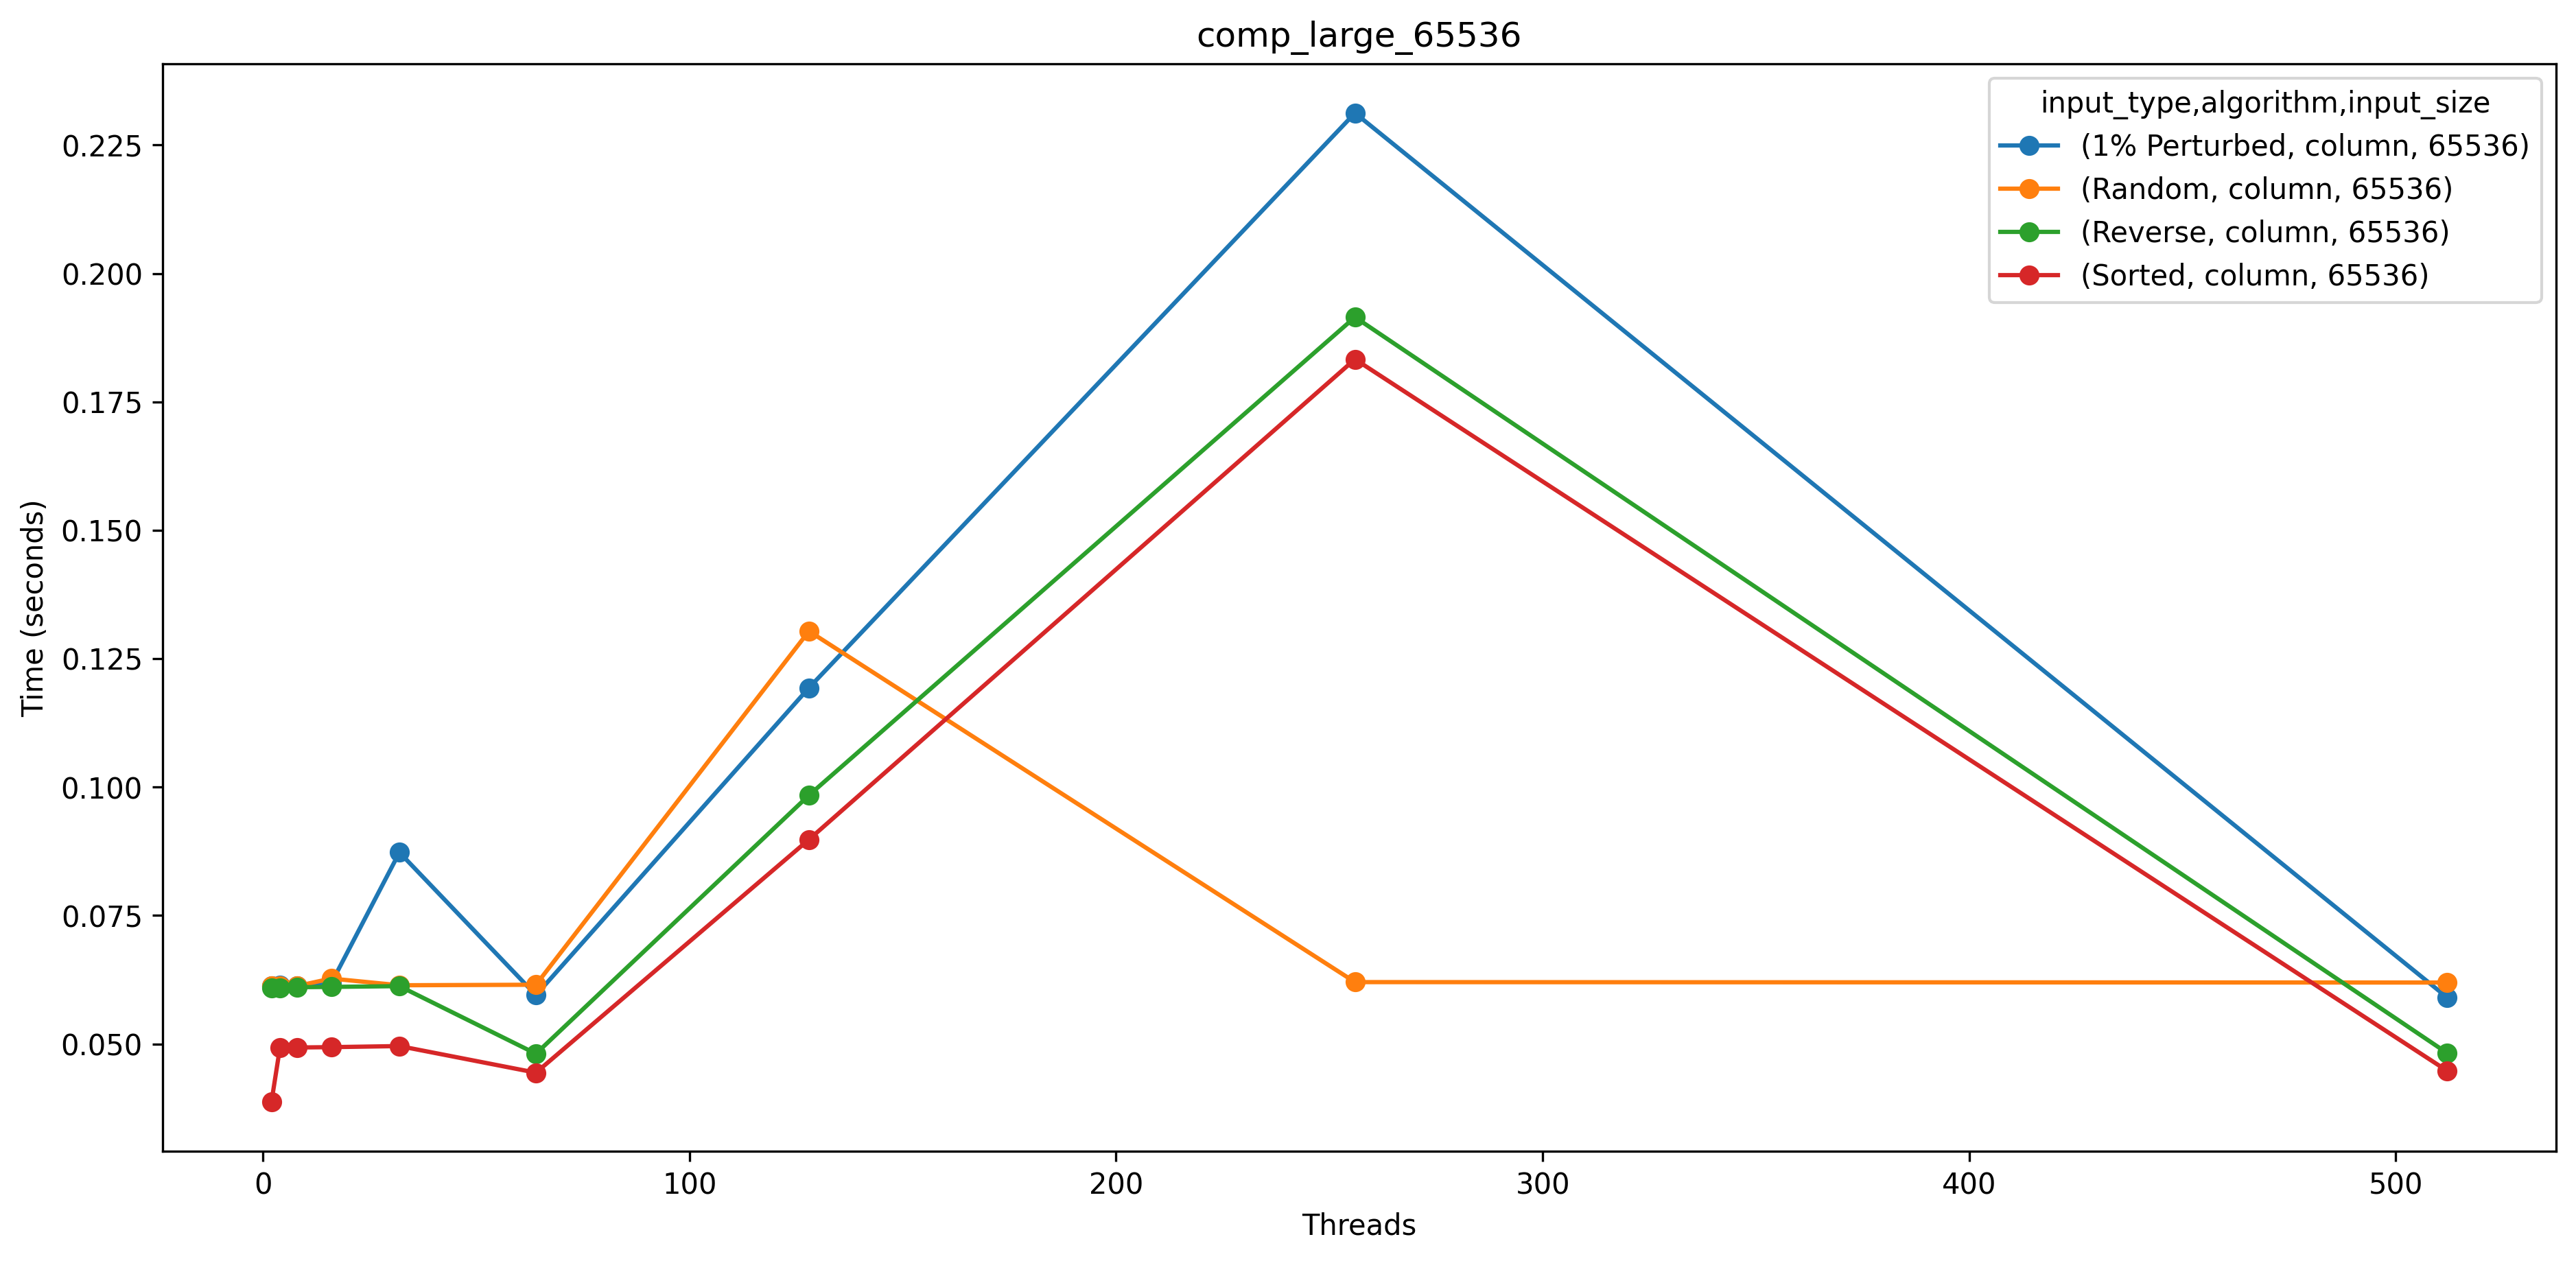 comp_large_65536
input_type,algorithm,input_size
(1% Perturbed, column, 65536)
(Random, column, 65536)
(Reverse, column, 65536)
(Sorted, column, 65536)
Time (seconds)
0.225
0.200
0.175
0.150
0.125
0.100
0.075
0.050
0 100 200 300 400 500
Threads